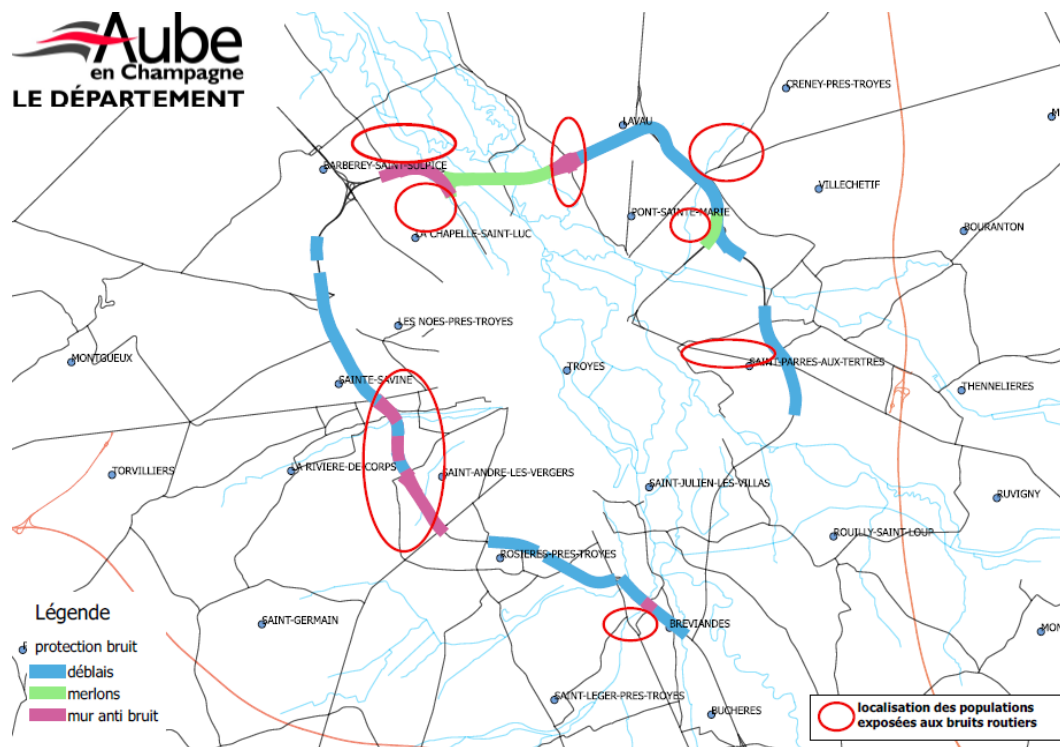 Aube
en Champagne
LE DÉPARTEMENT
CRENEY-PRES-TROYES
LAVAU
BARBEREY-SAINT-SULPICE
VILLECHETIF
PONT-SAINTE-MARIE
BOURANTON
LA CHAPELLE-SAINT-LUC
LES NOES-PRES-TROYES
MONTGUEUX
SAINT-PARRES-AUX-TERTRES
TROYES
SAINTE-SAVINE
THENNELIERES
TORVILLIERS
LA RIVIERE-DE-CORPS
SAINT-ANDRE-LES-VERGERS
SAINT-JULIEN-LES-VILLAS
RUVIGNY
ROUILLY-SAINT-LOUP
ROSIERES-PRES-TROYES
SAINT-GERMAIN
BREVIANDES
MON
SAINT-LEGER-PRES-TROYES
BUCHERES
Légende
protection bruit
déblais
merlons
mur anti bruit
localisation des populations
exposées aux bruits routiers